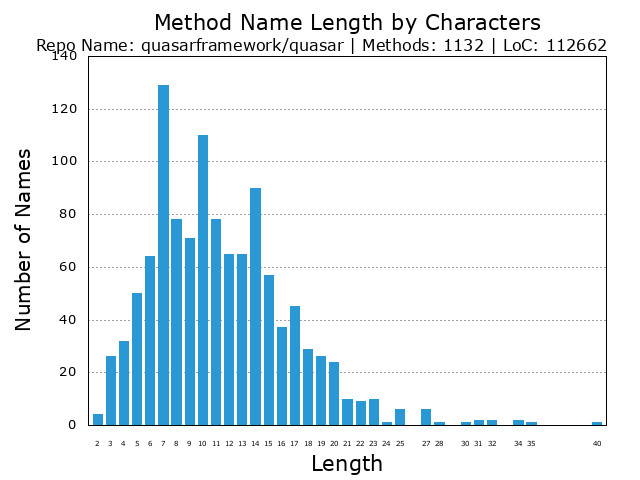 Method Name Length by Characters
Repo Name: quasarframework/quasar | Methods: 1132 | LoC: 112662
140
120
100
80
60
40
20
0
Number of Names
2 3 4 5 6 7 8 9 10 11 12 13 14 15 16 17 18 19 20 21 22 23 24 25 27 28 30 31 32 34 35 40
Length